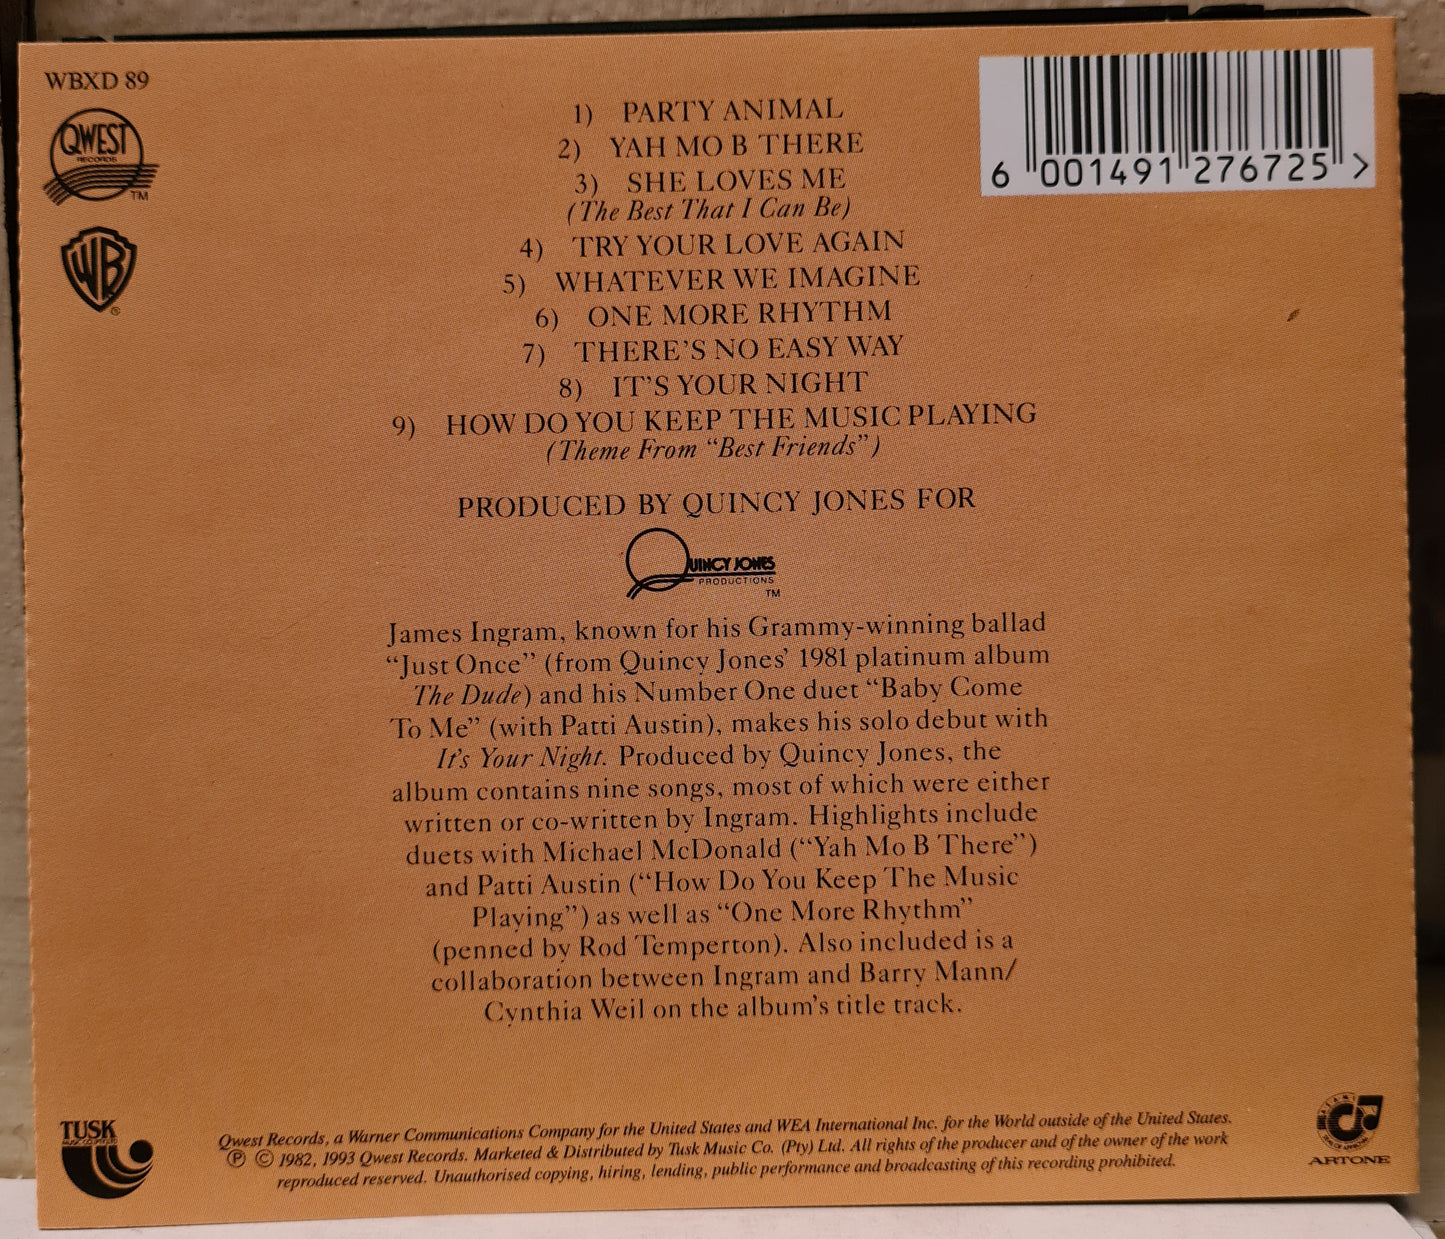 WBXD 89
QWEST
RECORDS
TM
WB
®
1) PARTY ANIMAL
2) YAH MO B THERE
3) SHE LOVES ME
(The Best That I Can Be)
4) TRY YOUR LOVE AGAIN
5) WHATEVER WE IMAGINE
6) ONE MORE RHYTHM
7) THERE'S NO EASY WAY
8) IT'S YOUR NIGHT
9) HOW DO YOU KEEP THE MUSIC PLAYING
(Theme From “Best Friends”)
6 001491 276725 >
PRODUCED BY QUINCY JONES FOR
QUINCY JONES
PRODUCTIONS
TM
James Ingram, known for his Grammy-winning ballad
“Just Once” (from Quincy Jones’ 1981 platinum album
The Dude) and his Number One duet “Baby Come
To Me” (with Patti Austin), makes his solo debut with
It's Your Night. Produced by Quincy Jones, the
album contains nine songs, most of which were either
written or co-written by Ingram. Highlights include
duets with Michael McDonald (“Yah Mo B There”)
and Patti Austin (“How Do You Keep The Music
Playing”) as well as “One More Rhythm”
(penned by Rod Temperton). Also included is a
collaboration between Ingram and Barry Mann/
Cynthia Weil on the album's title track.
TUSK
Qwest Records, a Warner Communications Company for the United States and WEA International Inc. for the World outside of the United States.
℗ © 1982, 1993 Qwest Records. Marketed & Distributed by Tusk Music Co. (Pty) Ltd. All rights of the producer and of the owner of the work
reproduced reserved. Unauthorised copying, hiring, lending, public performance and broadcasting of this recording prohibited.
ARTONE